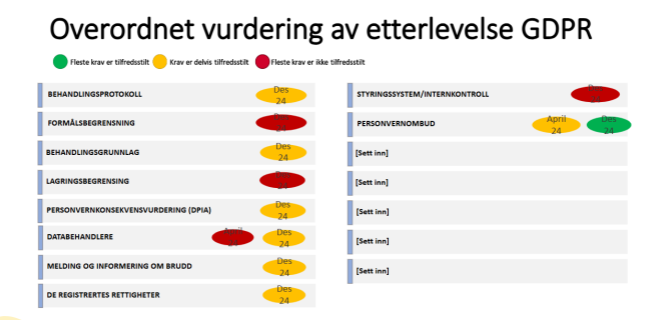 Overordnet vurdering av etterlevelse GDPR
Fleste krav er tilfredsstilt Krav er delvis tilfredsstilt Fleste krav er ikke tilfredsstilt
BEHANDLINGSPROTOKOLL Des 24
FORMÅLSBEGRENSNING
BEHANDLINGSGRUNNLAG Des 24
LAGRINGSBEGRENSING
PERSONVERNKONSEKVENSVURDERING (DPIA) Des 24
DATABEHANDLERE April Des 24
MELDING OG INFORMERING OM BRUDD Des 24
DE REGISTRERTES RETTIGHETER Des 24
STYRINGSSYSTEM/INTERNKONTROLL
PERSONVERNOMBUD April 24 Des 24
[Sett inn]
[Sett inn]
[Sett inn]
[Sett inn]
[Sett inn]